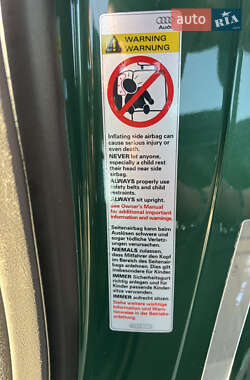 auto
RIA.com
Audi
WARNING
WARNUNG
Inflating side airbag can
cause serious injury or
even death.
NEVER let anyone,
especially a child rest
their head near side
airbag.
ALWAYS properly use
safety belts and child
restraints.
ALWAYS sit upright.
See Owner's Manual
for additional important
information and warnings.
Seitenairbag kann beim
Auslösen schwere und
sogar tödliche Verletz-
ungen verursachen.
NIEMALS zulassen,
dass Mitfahrer den Kopf
im Bereich des Seitenair-
bags anlehnen. Dies gilt
insbesondere für Kinder.
IMMER Sicherheitsgurt
richtig anlegen und für
Kinder Kinder-
sitze verwenden.
IMMER aufrecht sitzen.
Siehe weitere wichtige
Information und Warn-
hinweise in der Betriebs-
anleitung.